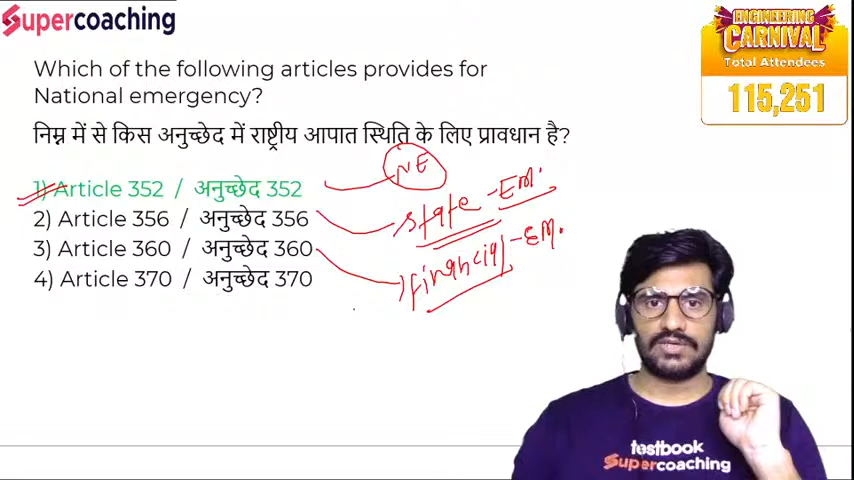 Supercoaching
ENGINEERING
CARNIVAL
Total Attendees
115,251
Which of the following articles provides for
National emergency?
निम्न में से किस अनुच्छेद में राष्ट्रीय आपात स्थिति के लिए प्रावधान है?
1) Article 352 / अनुच्छेद 352
NE
2) Article 356 / अनुच्छेद 356
state - EM.
3) Article 360 / अनुच्छेद 360
financial - EM.
4) Article 370 / अनुच्छेद 370
testbook
Supercoaching